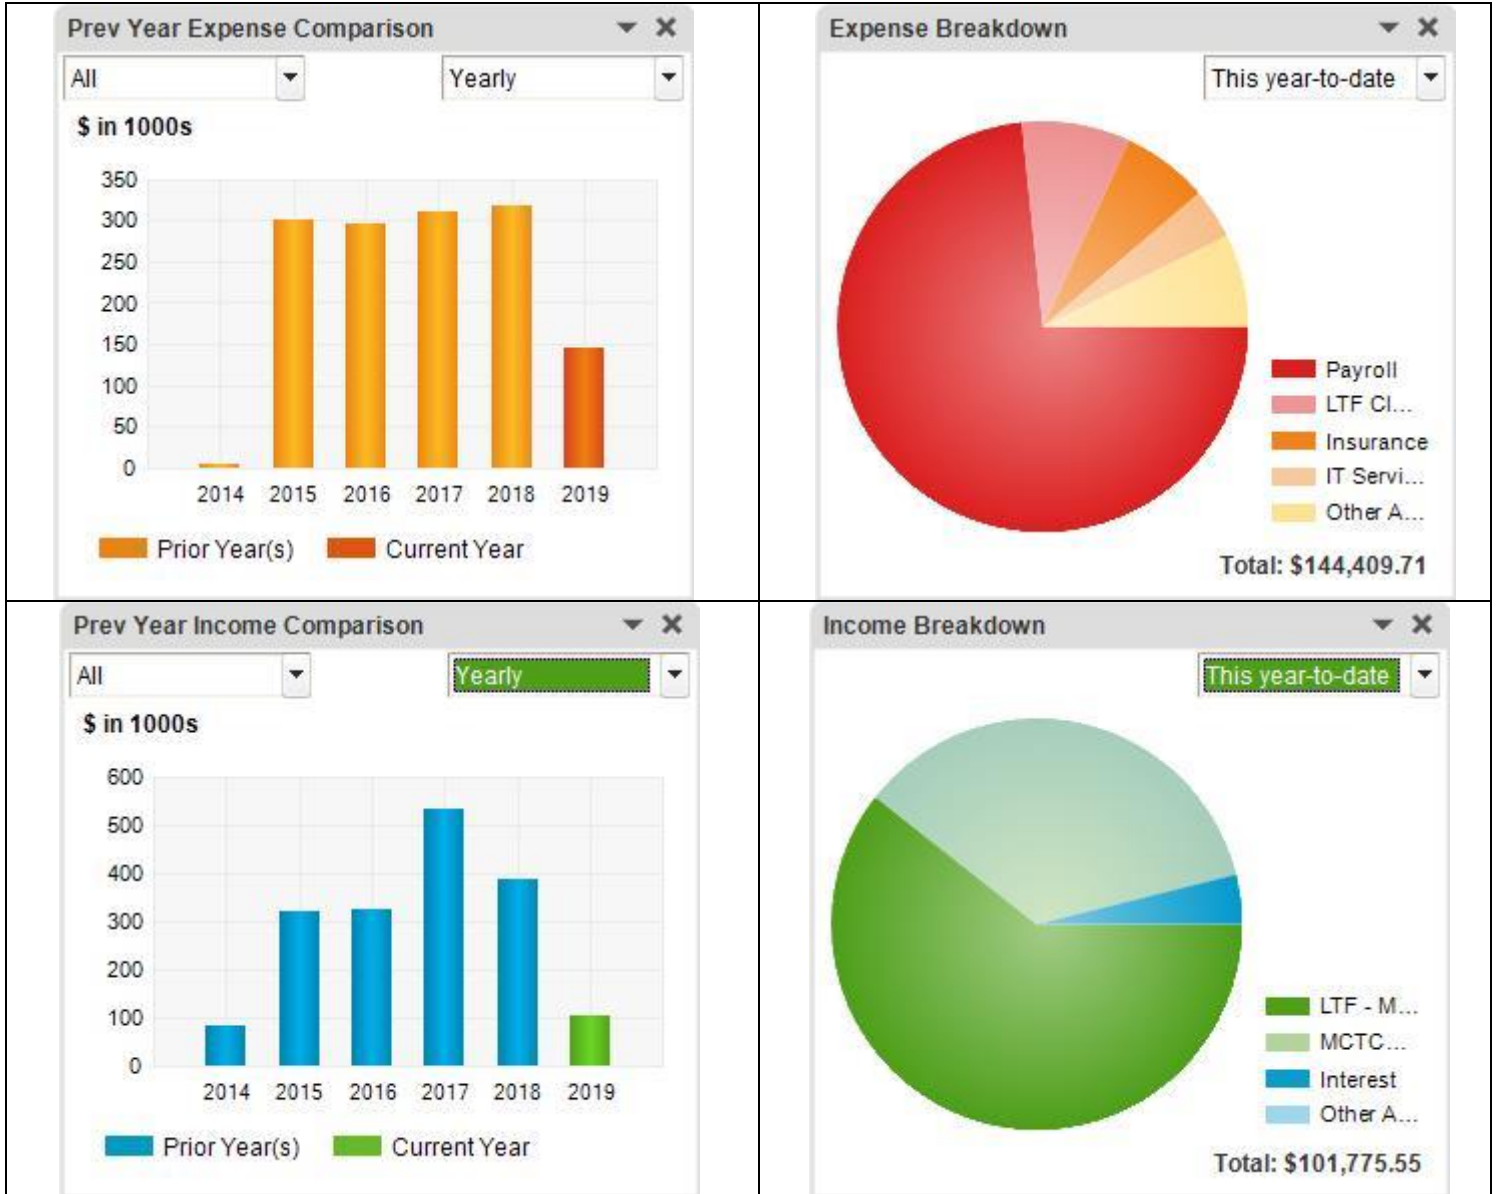 Prev Year Expense Comparison
All
Yearly
$ in 1000s
350
300
250
200
150
100
50
0
2014 2015 2016 2017 2018 2019
Prior Year(s) Current Year
Expense Breakdown
This year-to-date
Payroll
LTF Cl...
Insurance
IT Servi...
Other A...
Total: $144,409.71
Prev Year Income Comparison
All
Yearly
$ in 1000s
600
500
400
300
200
100
0
2014 2015 2016 2017 2018 2019
Prior Year(s) Current Year
Income Breakdown
This year-to-date
LTF - M...
MCTC...
Interest
Other A...
Total: $101,775.55